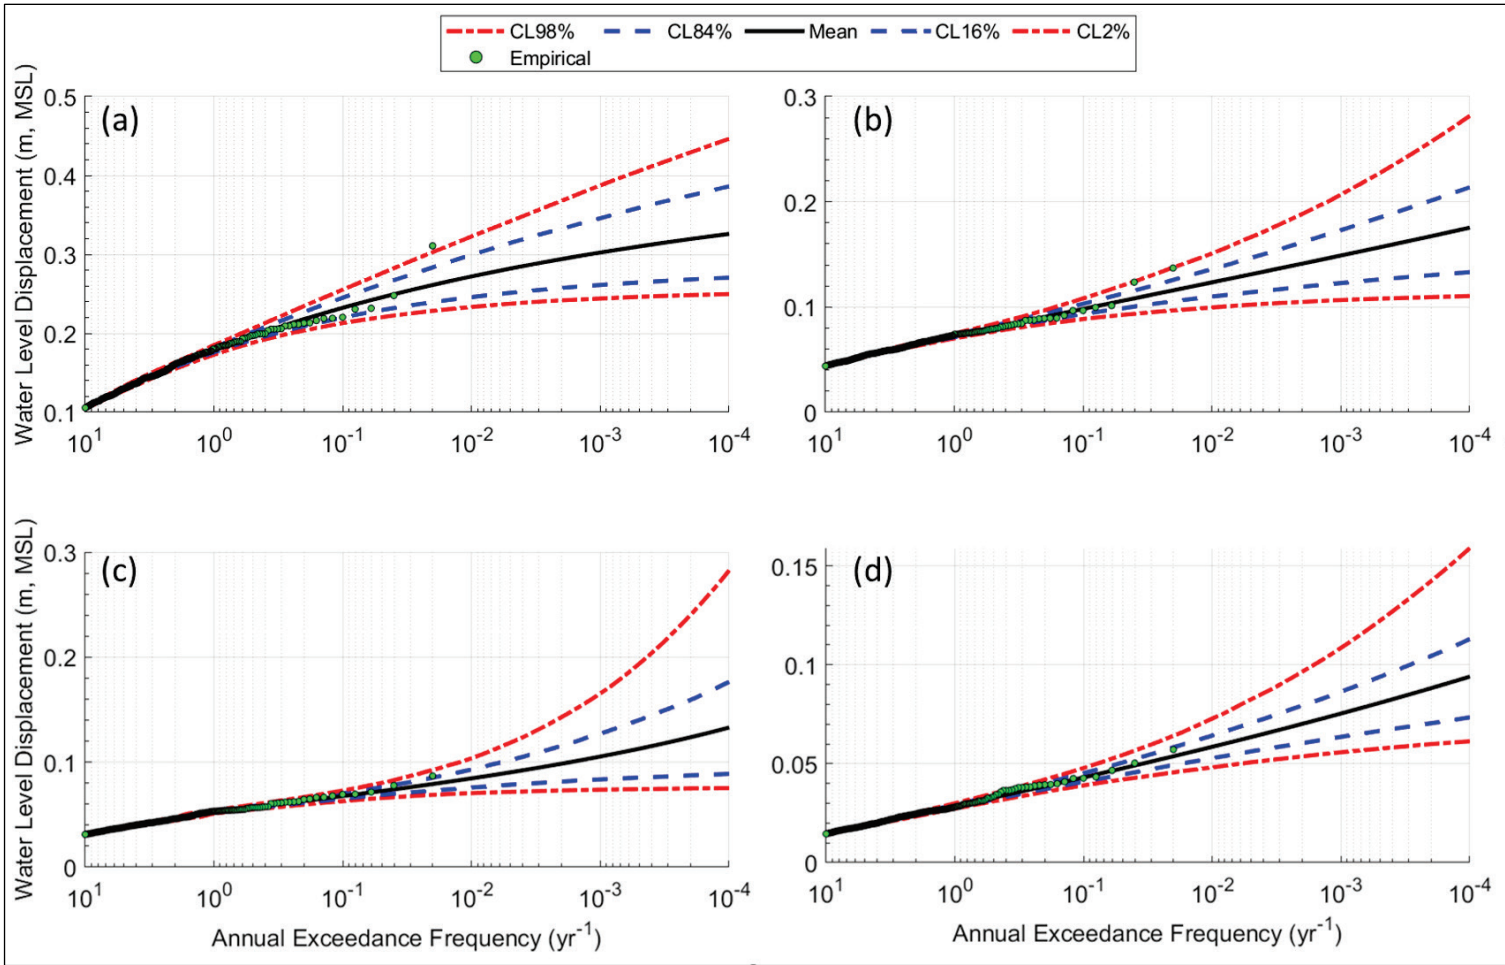 CL98% CL84% Mean CL16% CL2%
Empirical
Water Level Displacement (m, MSL)
(a)
0.5
0.4
0.3
0.2
0.1
10^1 10^0 10^-1 10^-2 10^-3 10^-4
(b)
0.3
0.2
0.1
0
10^1 10^0 10^-1 10^-2 10^-3 10^-4
Water Level Displacement (m, MSL)
(c)
0.3
0.2
0.1
0
10^1 10^0 10^-1 10^-2 10^-3 10^-4
Annual Exceedance Frequency (yr^-1)
(d)
0.15
0.1
0.05
0
10^1 10^0 10^-1 10^-2 10^-3 10^-4
Annual Exceedance Frequency (yr^-1)